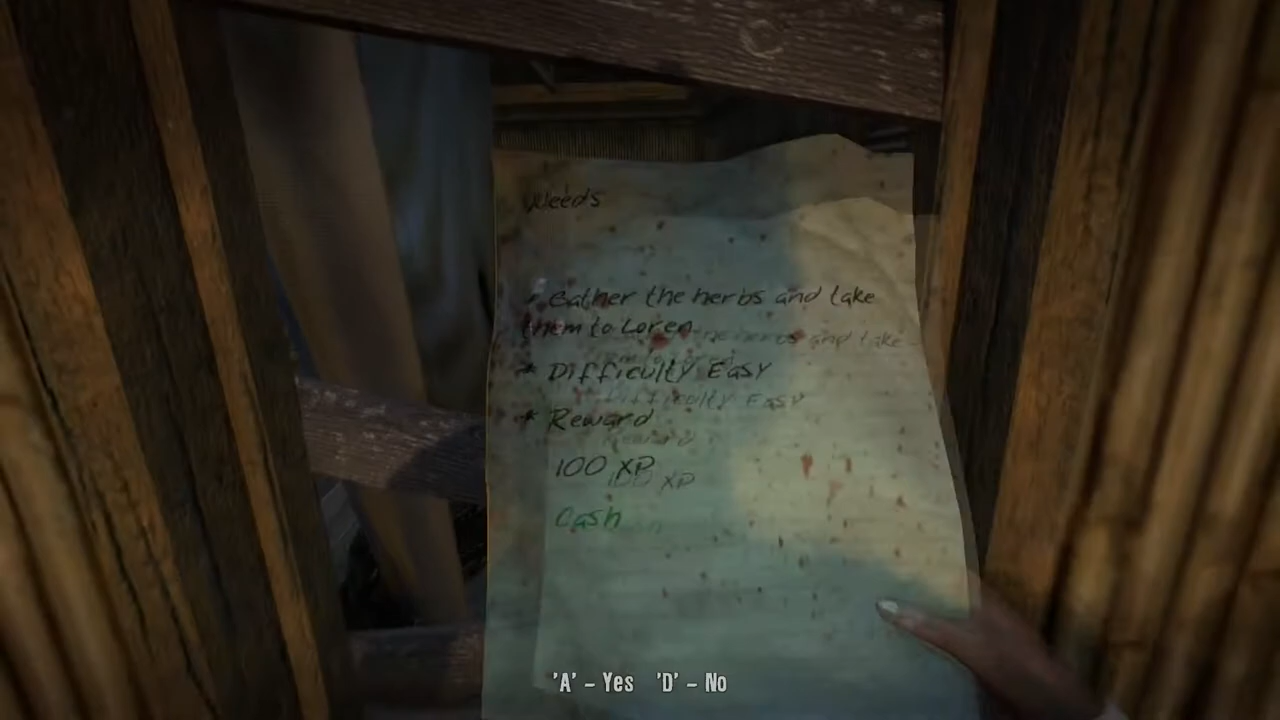 Weeds
* Gather the herbs and take
them to Loren
* Difficulty Easy
* Reward
100 XP
Cash
'A' - Yes 'D' - No